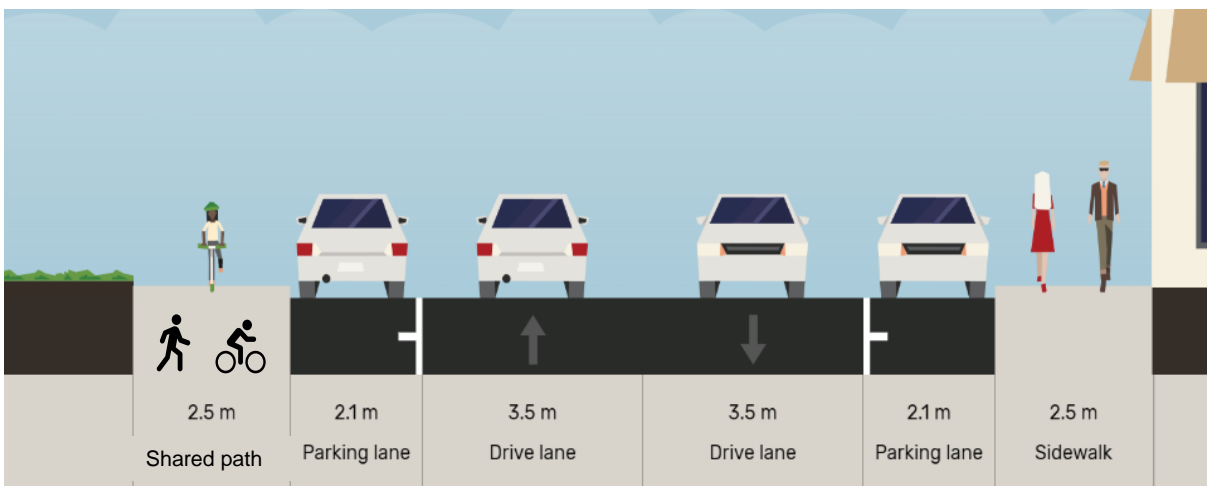 2.5 m
2.1 m
3.5 m
3.5 m
2.1 m
2.5 m
Shared path
Parking lane
Drive lane
Drive lane
Parking lane
Sidewalk